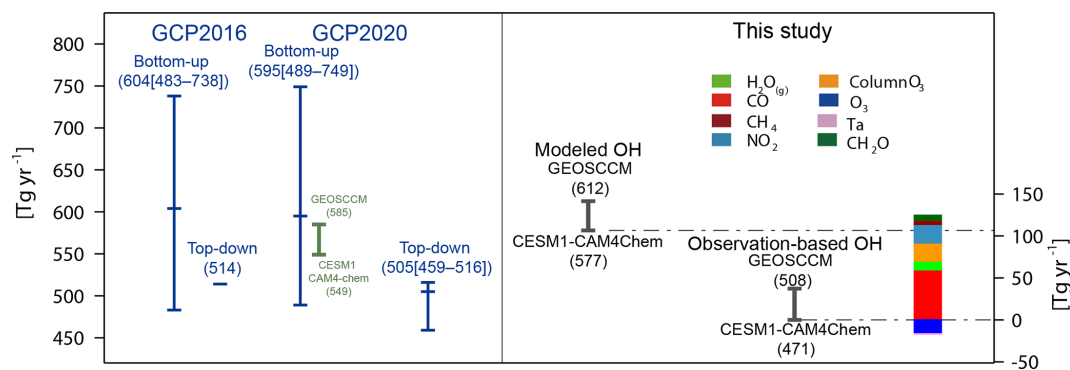 GCP2016
GCP2020
This study
Bottom-up
(604[483–738])
Bottom-up
(595[489–749])
Top-down
(514)
GEOSCCM
(585)
CESM1
CAM4-chem
(549)
Top-down
(505[459–516])
[Tg yr⁻¹]
800
750
700
650
600
550
500
450
H₂O₍g₎
CO
CH₄
NO₂
ColumnO₃
O₃
Ta
CH₂O
Modeled OH
GEOSCCM
(612)
CESM1-CAM4Chem
(577)
Observation-based OH
GEOSCCM
(508)
CESM1-CAM4Chem
(471)
150
100
50
0
-50
[Tg yr⁻¹]